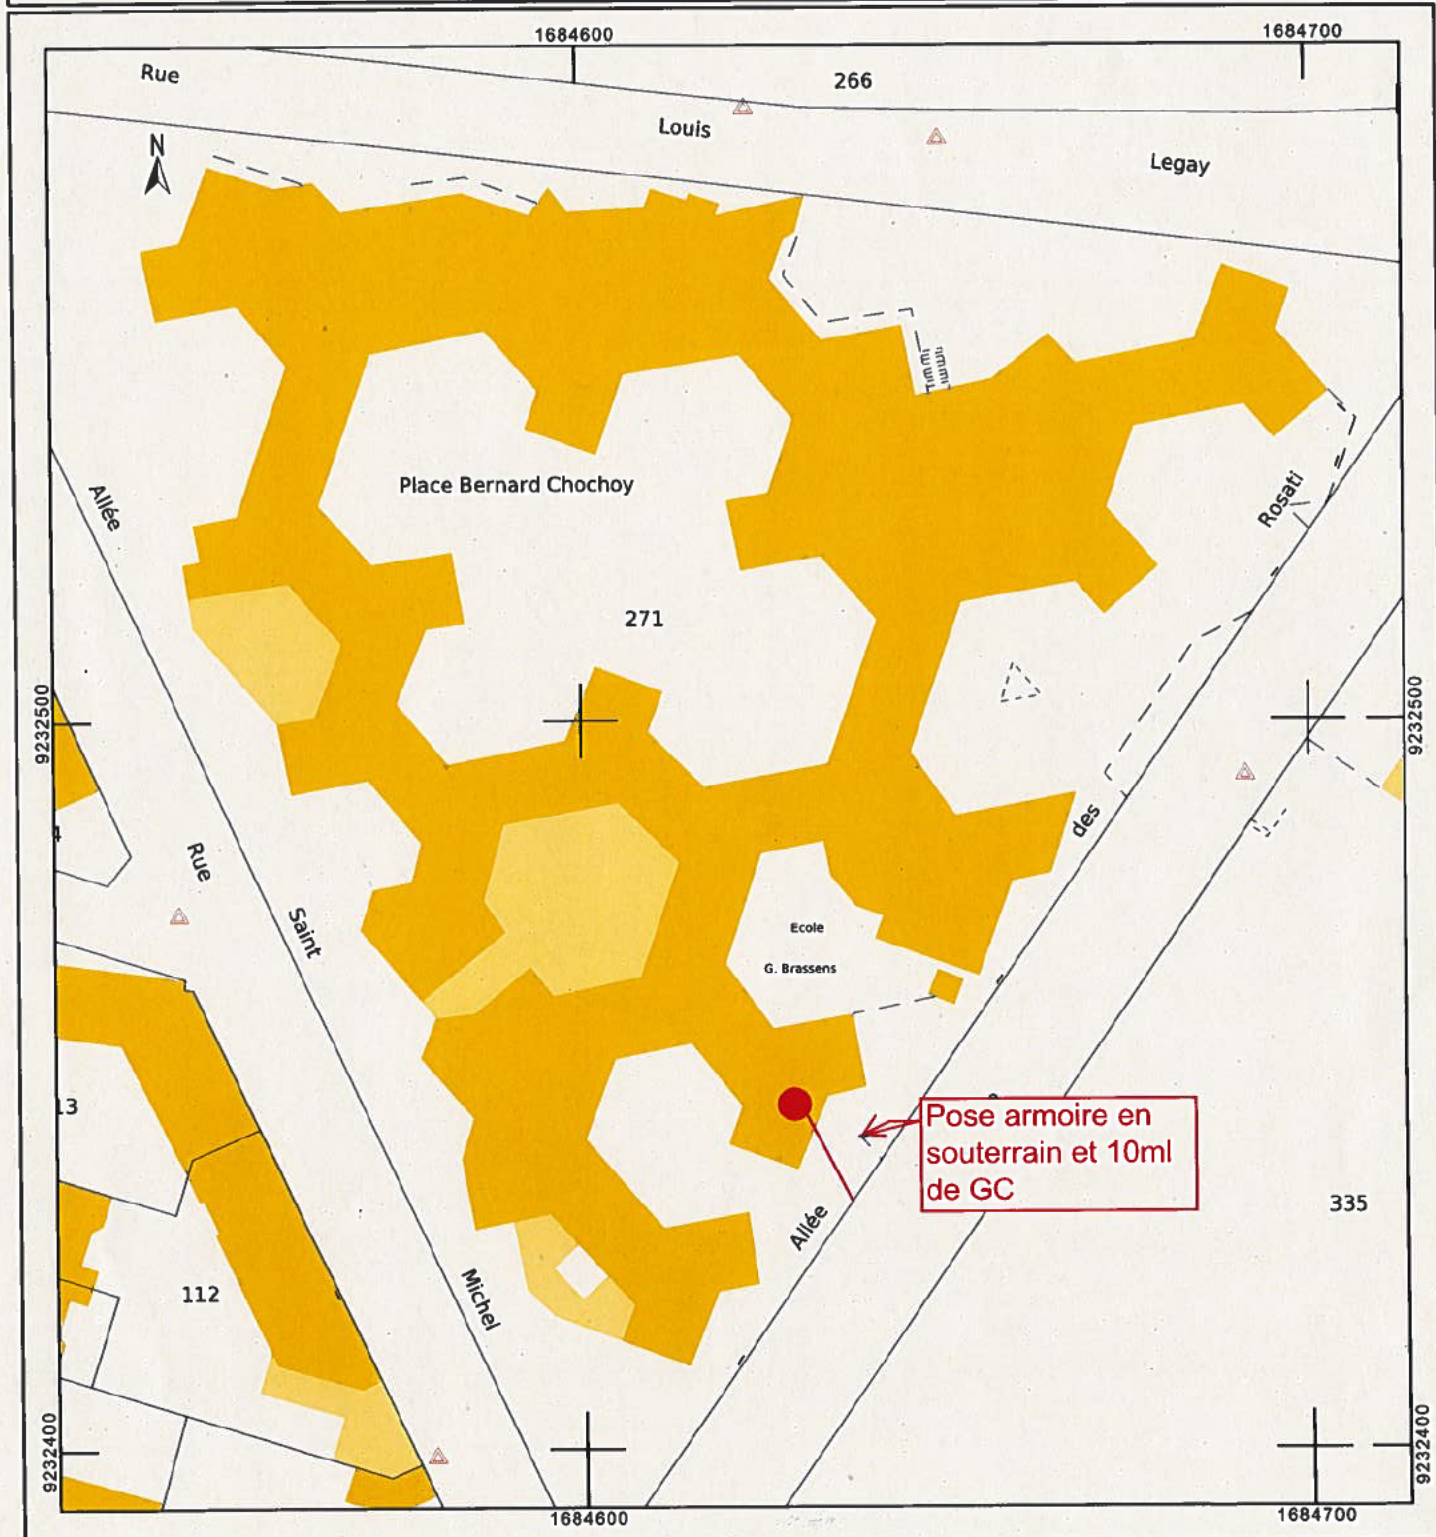 1684600
1684700
Rue
266
Louis
Legay
N
Place Bernard Chochoy
Allée
Rosati
271
9232500
9232500
des
4
Rue
Saint
Ecole
G. Brassens
13
Pose armoire en
souterrain et 10ml
de GC
335
Allée
112
Michel
9232400
9232400
1684600
1684700